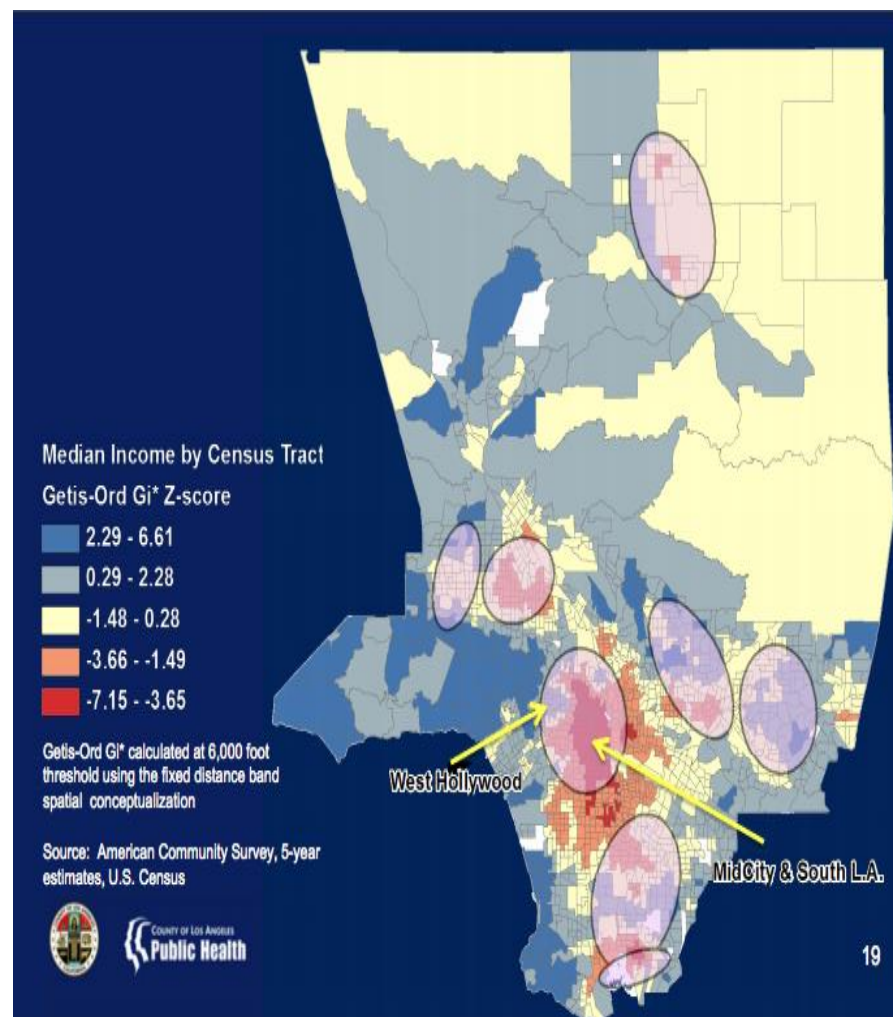 Median Income by Census Tract
Getis-Ord Gi* Z-score
2.29 - 6.61
0.29 - 2.28
-1.48 - 0.28
-3.66 - -1.49
-7.15 - -3.65
Getis-Ord Gi* calculated at 6,000 foot
threshold using the fixed distance band
spatial conceptualization
Source: American Community Survey, 5-year
estimates, U.S. Census
COUNTY OF LOS ANGELES
Public Health
West Hollywood
MidCity & South L.A.
19